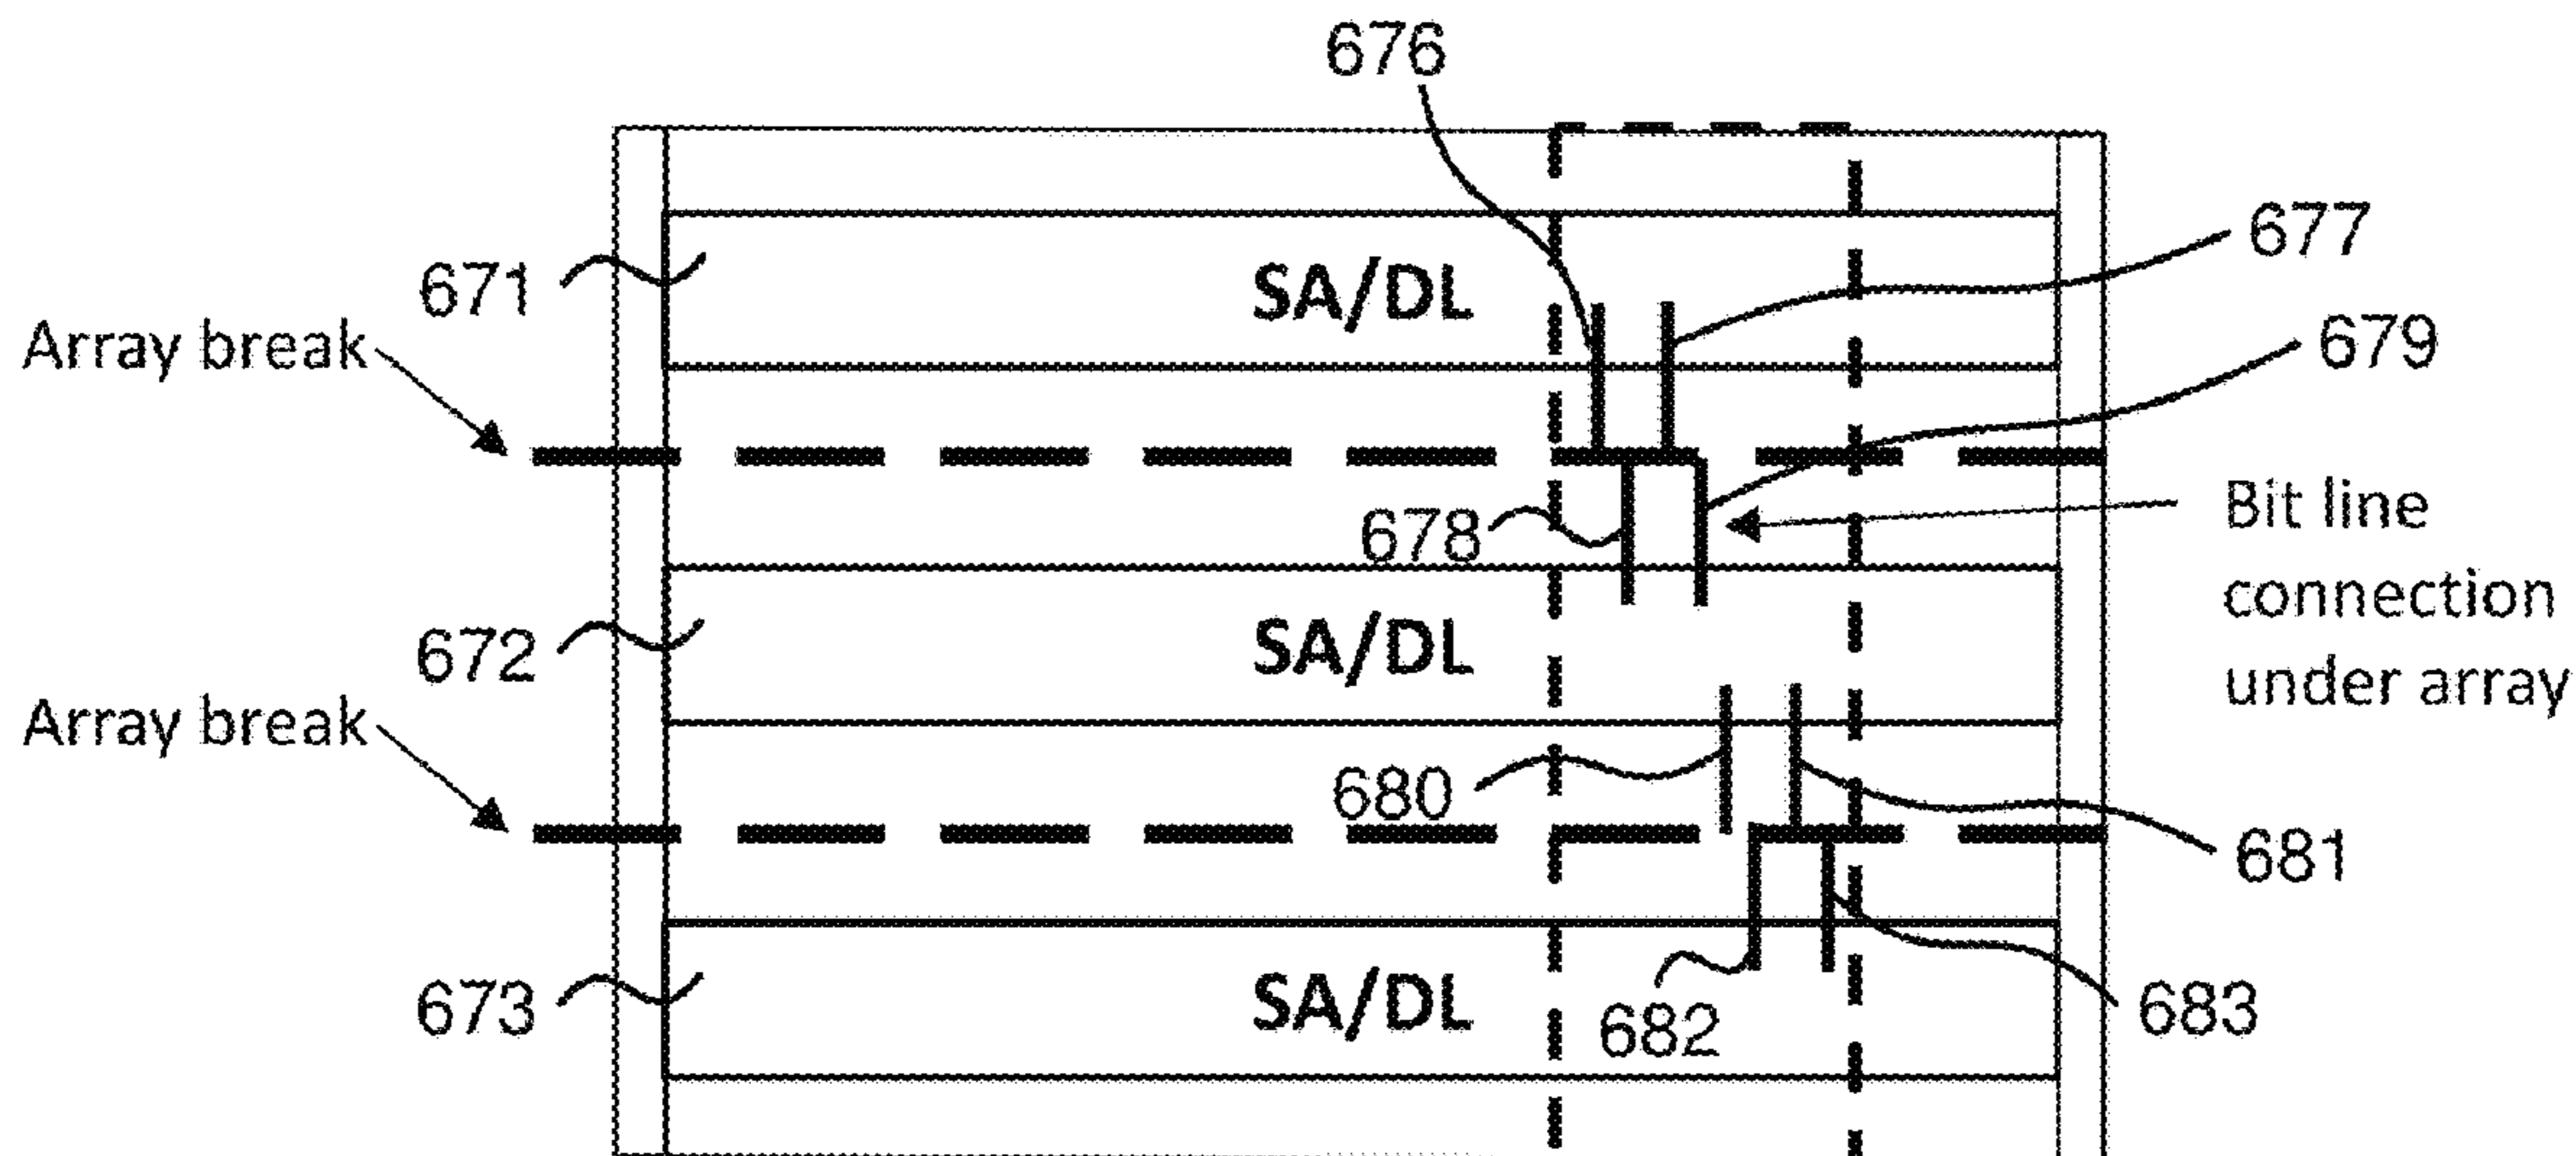 676
677
671
SA/DL
Array break
679
678
Bit line
connection
under array
672
SA/DL
Array break
680
681
673
SA/DL
682
683